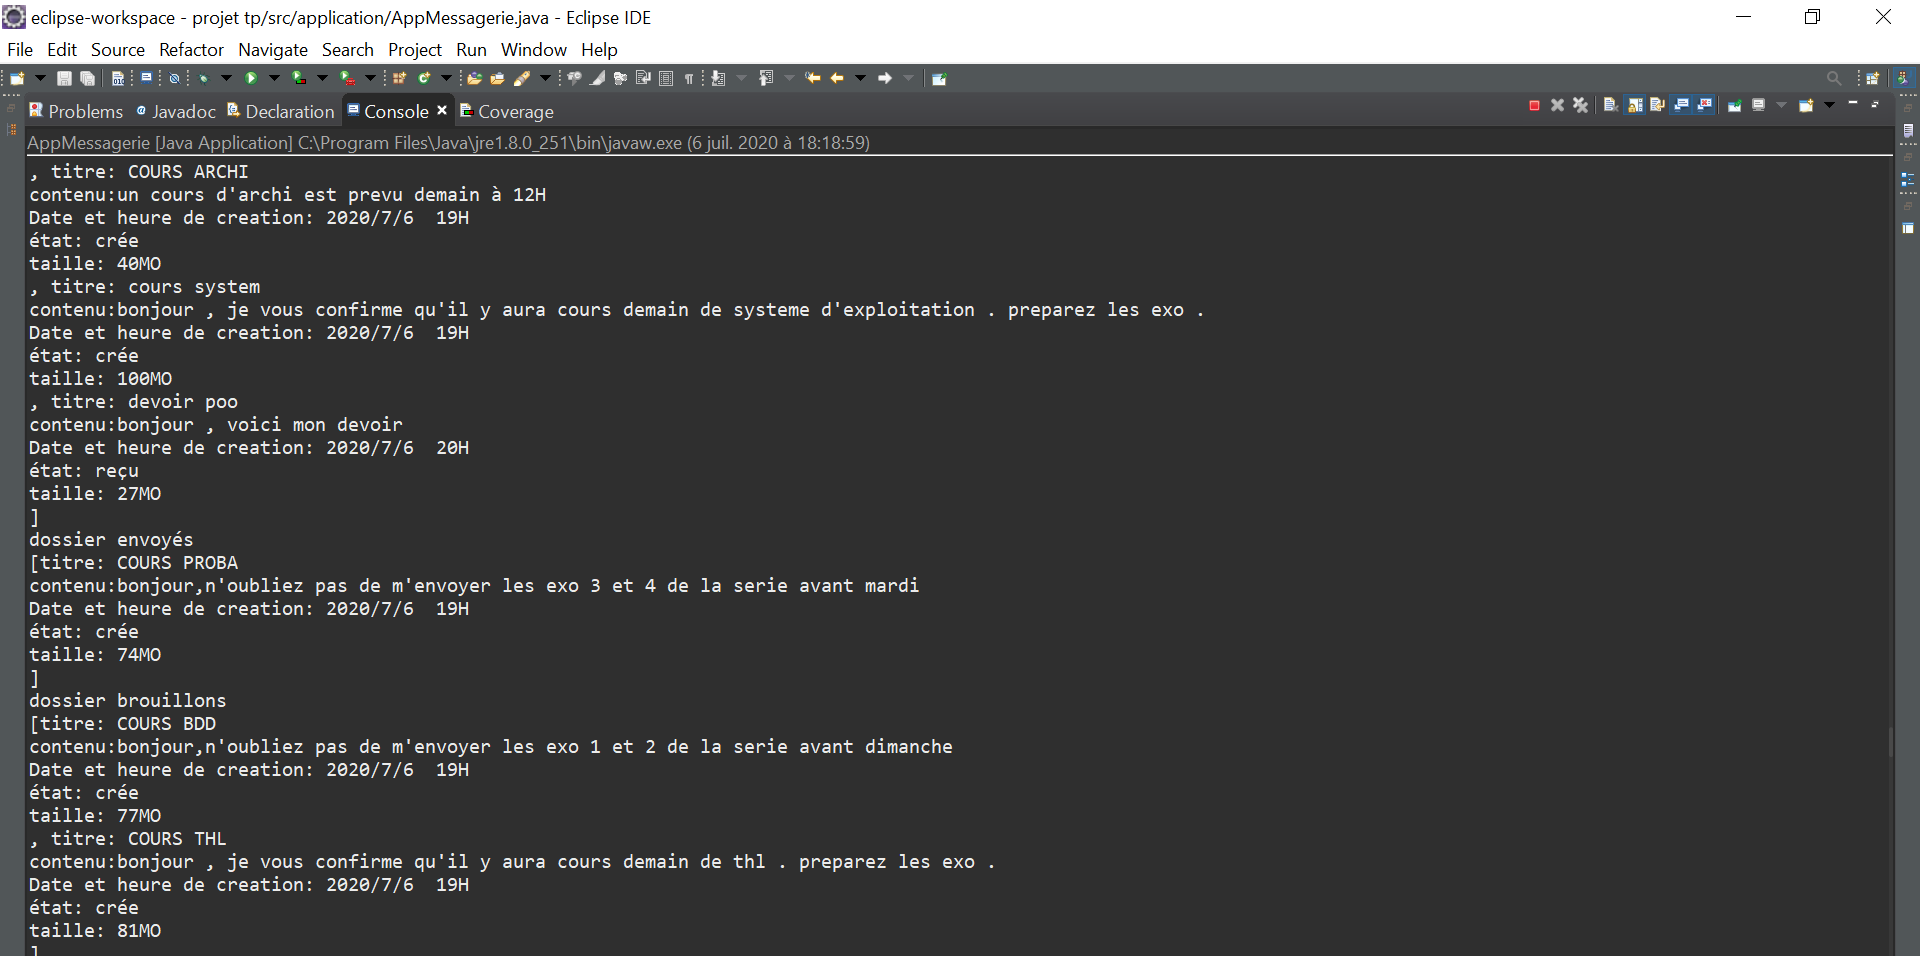 eclipse-workspace - projet tp/src/application/AppMessagerie.java - Eclipse IDE
File Edit Source Refactor Navigate Search Project Run Window Help
Problems Javadoc Declaration Console Coverage
AppMessagerie [Java Application] C:\Program Files\Java\jre1.8.0_251\bin\javaw.exe (6 juil. 2020 à 18:18:59)
, titre: COURS ARCHI
contenu:un cours d'archi est prevu demain à 12H
Date et heure de creation: 2020/7/6  19H
état: crée
taille: 40MO
, titre: cours system
contenu:bonjour , je vous confirme qu'il y aura cours demain de systeme d'exploitation . preparez les exo .
Date et heure de creation: 2020/7/6  19H
état: crée
taille: 100MO
, titre: devoir poo
contenu:bonjour , voici mon devoir
Date et heure de creation: 2020/7/6  20H
état: reçu
taille: 27MO
]
dossier envoyés
[titre: COURS PROBA
contenu:bonjour,n'oubliez pas de m'envoyer les exo 3 et 4 de la serie avant mardi
Date et heure de creation: 2020/7/6  19H
état: crée
taille: 74MO
]
dossier brouillons
[titre: COURS BDD
contenu:bonjour,n'oubliez pas de m'envoyer les exo 1 et 2 de la serie avant dimanche
Date et heure de creation: 2020/7/6  19H
état: crée
taille: 77MO
, titre: COURS THL
contenu:bonjour , je vous confirme qu'il y aura cours demain de thl . preparez les exo .
Date et heure de creation: 2020/7/6  19H
état: crée
taille: 81MO
]